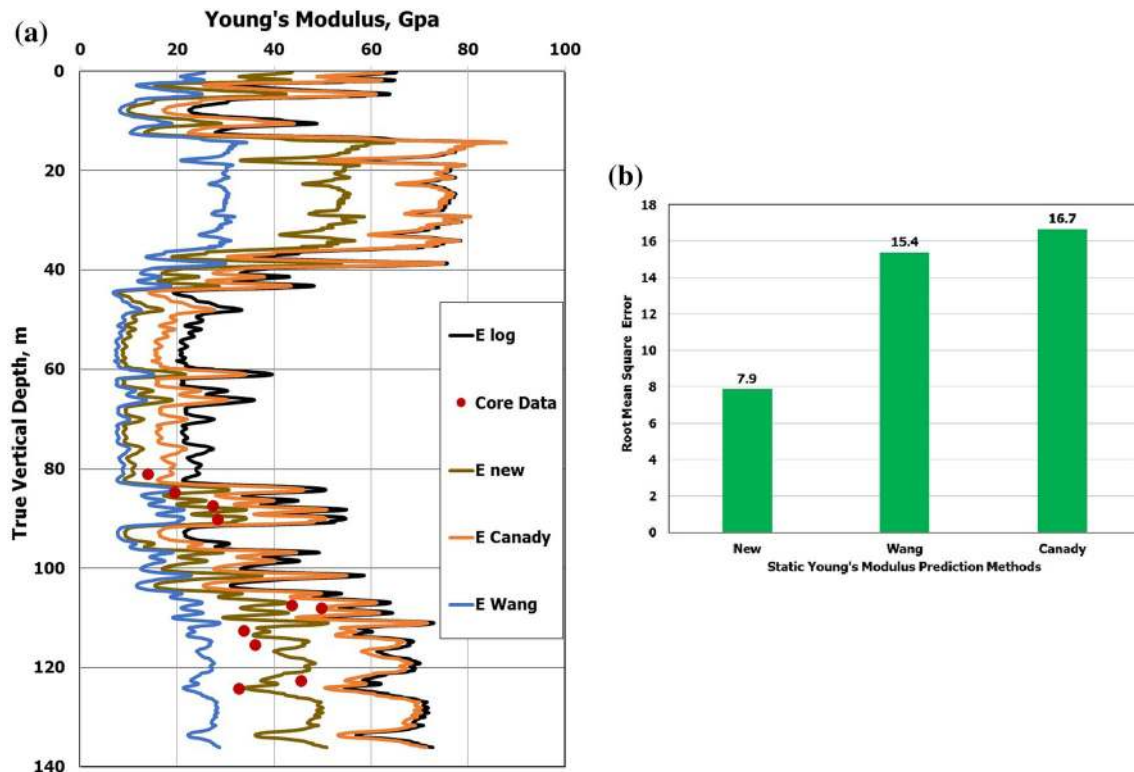 (a)
Young's Modulus, Gpa
0 20 40 60 80 100
True Vertical Depth, m
0
20
40
60
80
100
120
140
E log
Core Data
E new
E Canady
E Wang
(b)
Root Mean Square Error
18
16
14
12
10
8
6
4
2
0
7.9
15.4
16.7
New Wang Canady
Static Young's Modulus Prediction Methods